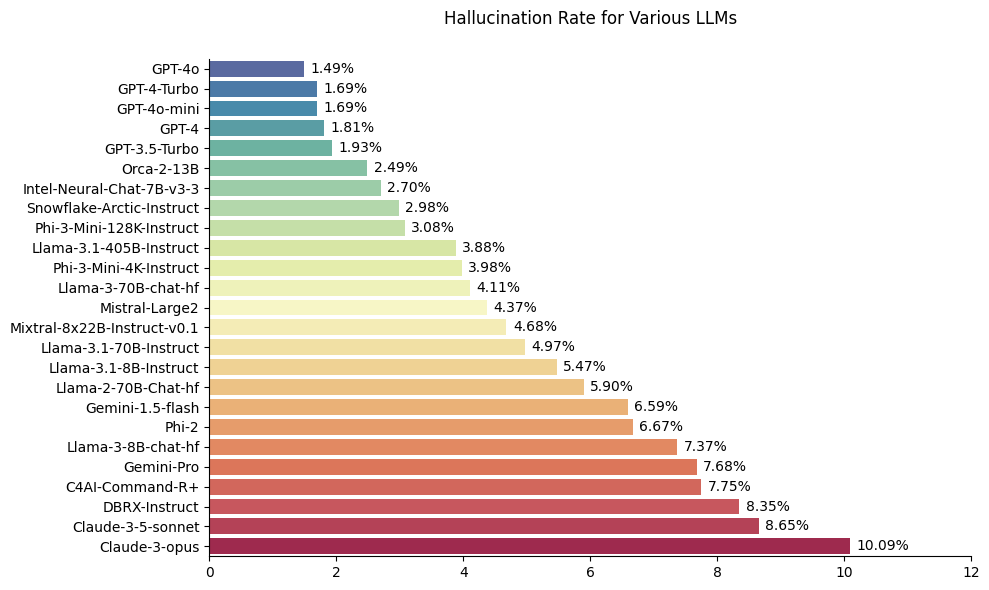 Hallucination Rate for Various LLMs
GPT-4o 1.49%
GPT-4-Turbo 1.69%
GPT-4o-mini 1.69%
GPT-4 1.81%
GPT-3.5-Turbo 1.93%
Orca-2-13B 2.49%
Intel-Neural-Chat-7B-v3-3 2.70%
Snowflake-Arctic-Instruct 2.98%
Phi-3-Mini-128K-Instruct 3.08%
Llama-3.1-405B-Instruct 3.88%
Phi-3-Mini-4K-Instruct 3.98%
Llama-3-70B-chat-hf 4.11%
Mistral-Large2 4.37%
Mixtral-8x22B-Instruct-v0.1 4.68%
Llama-3.1-70B-Instruct 4.97%
Llama-3.1-8B-Instruct 5.47%
Llama-2-70B-Chat-hf 5.90%
Gemini-1.5-flash 6.59%
Phi-2 6.67%
Llama-3-8B-chat-hf 7.37%
Gemini-Pro 7.68%
C4AI-Command-R+ 7.75%
DBRX-Instruct 8.35%
Claude-3-5-sonnet 8.65%
Claude-3-opus 10.09%
0 2 4 6 8 10 12